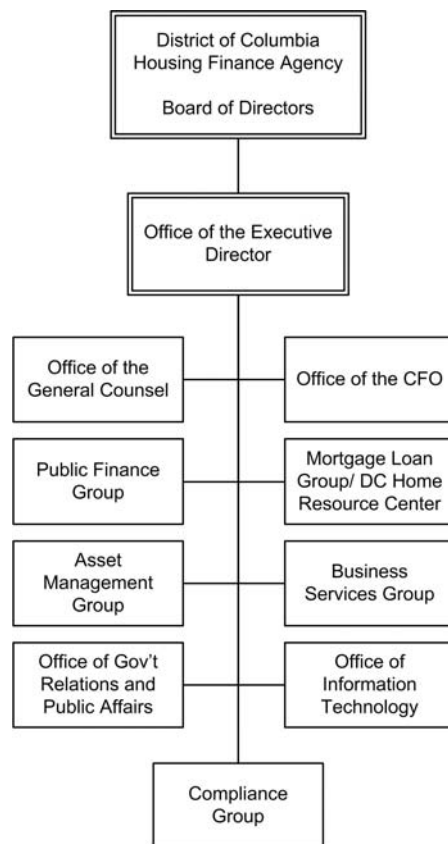 District of Columbia
Housing Finance Agency
Board of Directors
Office of the Executive
Director
Office of the
General Counsel
Office of the CFO
Public Finance
Group
Mortgage Loan
Group/ DC Home
Resource Center
Asset
Management
Group
Business
Services Group
Office of Gov't
Relations and
Public Affairs
Office of
Information
Technology
Compliance
Group